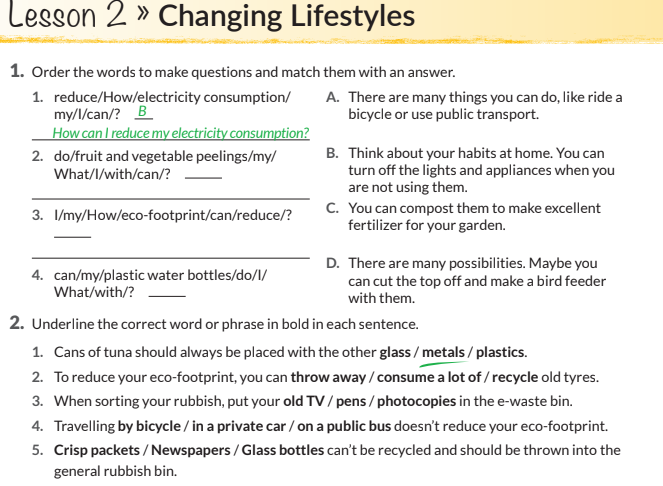 Lesson 2 » Changing Lifestyles
1. Order the words to make questions and match them with an answer.
1. reduce/How/electricity consumption/
my/I/can/? B
How can I reduce my electricity consumption?
2. do/fruit and vegetable peelings/my/
What/I/with/can/? ____
3. I/my/How/eco-footprint/can/reduce/?
____
4. can/my/plastic water bottles/do/I/
What/with/? ____
A. There are many things you can do, like ride a
bicycle or use public transport.
B. Think about your habits at home. You can
turn off the lights and appliances when you
are not using them.
C. You can compost them to make excellent
fertilizer for your garden.
D. There are many possibilities. Maybe you
can cut the top off and make a bird feeder
with them.
2. Underline the correct word or phrase in bold in each sentence.
1. Cans of tuna should always be placed with the other glass / metals / plastics.
2. To reduce your eco-footprint, you can throw away / consume a lot of / recycle old tyres.
3. When sorting your rubbish, put your old TV / pens / photocopies in the e-waste bin.
4. Travelling by bicycle / in a private car / on a public bus doesn't reduce your eco-footprint.
5. Crisp packets / Newspapers / Glass bottles can't be recycled and should be thrown into the
general rubbish bin.